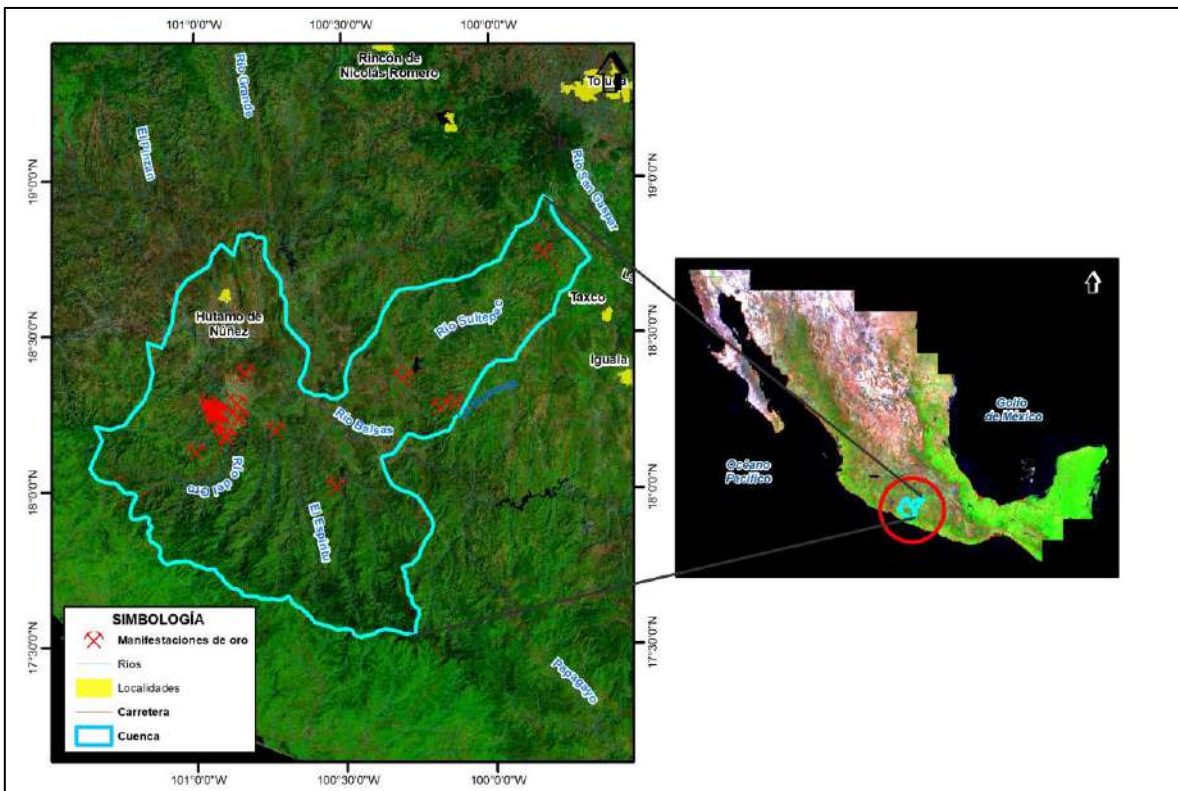 101°0'0"W
100°30'0"W
100°0'0"W
Rincón de
Nicolás Romero
Toluca
Río Grande
El Pinzan
Río San Gaspar
19°0'0"N
19°0'0"N
Hutamo de
Núñez
Río Sultepec
Taxco
18°30'0"N
18°30'0"N
Iguala
Río Balsas
Río del Oro
18°0'0"N
18°0'0"N
El Espíritu
Papagayo
17°30'0"N
17°30'0"N
SIMBOLOGÍA
Manifestaciones de oro
Ríos
Localidades
Carretera
Cuenca
101°0'0"W
100°30'0"W
100°0'0"W
Golfo
de México
Océano
Pacífico